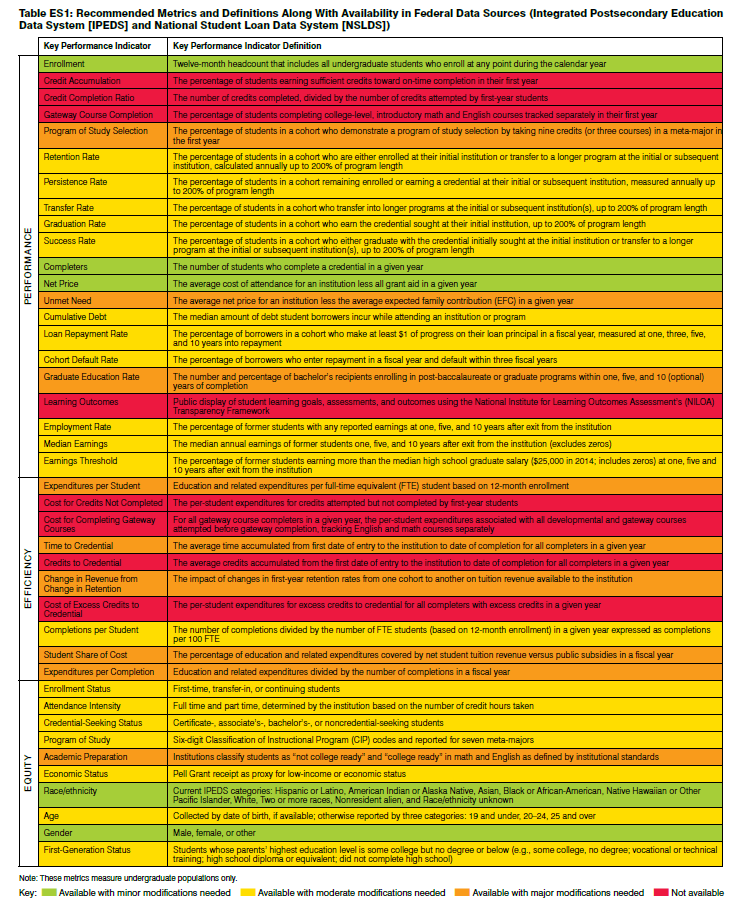 Table ES1: Recommended Metrics and Definitions Along With Availability in Federal Data Sources (Integrated Postsecondary Education
Data System [IPEDS] and National Student Loan Data System [NSLDS])
Key Performance Indicator Key Performance Indicator Definition
PERFORMANCE
Enrollment Twelve-month headcount that includes all undergraduate students who enroll at any point during the calendar year
Credit Accumulation The percentage of students earning sufficient credits toward on-time completion in their first year
Credit Completion Ratio The number of credits completed, divided by the number of credits attempted by first-year students
Gateway Course Completion The percentage of students completing college-level, introductory math and English courses tracked separately in their first year
Program of Study Selection The percentage of students in a cohort who demonstrate a program of study selection by taking nine credits (or three courses) in a meta-major in
the first year
Retention Rate The percentage of students in a cohort who are either enrolled at their initial institution or transfer to a longer program at the initial or subsequent
institution, calculated annually up to 200% of program length
Persistence Rate The percentage of students in a cohort remaining enrolled or earning a credential at their initial or subsequent institution, measured annually up
to 200% of program length
Transfer Rate The percentage of students in a cohort who transfer into longer programs at the initial or subsequent institution(s), up to 200% of program length
Graduation Rate The percentage of students in a cohort who earn the credential sought at their initial institution, up to 200% of program length
Success Rate The percentage of students in a cohort who either graduate with the credential initially sought at the initial institution or transfer to a longer
program at the initial or subsequent institution(s), up to 200% of program length
Completers The number of students who complete a credential in a given year
Net Price The average cost of attendance for an institution less all grant aid in a given year
Unmet Need The average net price for an institution less the average expected family contribution (EFC) in a given year
Cumulative Debt The median amount of debt student borrowers incur while attending an institution or program
Loan Repayment Rate The percentage of borrowers in a cohort who make at least $1 of progress on their loan principal in a fiscal year, measured at one, three, five,
and 10 years into repayment
Cohort Default Rate The percentage of borrowers who enter repayment in a fiscal year and default within three fiscal years
Graduate Education Rate The number and percentage of bachelor's recipients enrolling in post-baccalaureate or graduate programs within one, five, and 10 (optional)
years of completion
Learning Outcomes Public display of student learning goals, assessments, and outcomes using the National Institute for Learning Outcomes Assessment's (NILOA)
Transparency Framework
Employment Rate The percentage of former students with any reported earnings at one, five, and 10 years after exit from the institution
Median Earnings The median annual earnings of former students one, five, and 10 years after exit from the institution (excludes zeros)
Earnings Threshold The percentage of former students earning more than the median high school graduate salary ($25,000 in 2014; includes zeros) at one, five and
10 years after exit from the institution
EFFICIENCY
Expenditures per Student Education and related expenditures per full-time equivalent (FTE) student based on 12-month enrollment
Cost for Credits Not Completed The per-student expenditures for credits attempted but not completed by first-year students
Cost for Completing Gateway For all gateway course completers in a given year, the per-student expenditures associated with all developmental and gateway courses
Courses attempted before gateway completion, tracking English and math courses separately
Time to Credential The average time accumulated from first date of entry to the institution to date of completion for all completers in a given year
Credits to Credential The average credits accumulated from the first date of entry to the institution to date of completion for all completers in a given year
Change in Revenue from The impact of changes in first-year retention rates from one cohort to another on tuition revenue available to the institution
Change in Retention
Cost of Excess Credits to The per-student expenditures for excess credits to credential for all completers with excess credits in a given year
Credential
Completions per Student The number of completions divided by the number of FTE students (based on 12-month enrollment) in a given year expressed as completions
per 100 FTE
Student Share of Cost The percentage of education and related expenditures covered by net student tuition revenue versus public subsidies in a fiscal year
Expenditures per Completion Education and related expenditures divided by the number of completions in a fiscal year
EQUITY
Enrollment Status First-time, transfer-in, or continuing students
Attendance Intensity Full time and part time, determined by the institution based on the number of credit hours taken
Credential-Seeking Status Certificate-, associate's-, bachelor's-, or noncredential-seeking students
Program of Study Six-digit Classification of Instructional Program (CIP) codes and reported for seven meta-majors
Academic Preparation Institutions classify students as "not college ready" and "college ready" in math and English as defined by institutional standards
Economic Status Pell Grant receipt as proxy for low-income or economic status
Race/ethnicity Current IPEDS categories: Hispanic or Latino, American Indian or Alaska Native, Asian, Black or African-American, Native Hawaiian or Other
Pacific Islander, White, Two or more races, Nonresident alien, and Race/ethnicity unknown
Age Collected by date of birth, if available; otherwise reported by three categories: 19 and under, 20–24, 25 and over
Gender Male, female, or other
First-Generation Status Students whose parents' highest education level is some college but no degree or below (e.g., some college, no degree; vocational or technical
training; high school diploma or equivalent; did not complete high school)
Note: These metrics measure undergraduate populations only.
Key: Available with minor modifications needed Available with moderate modifications needed Available with major modifications needed Not available